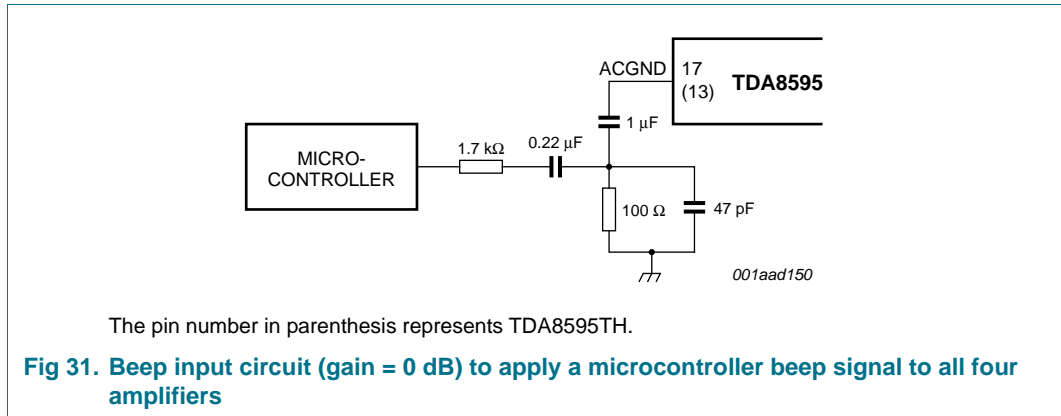 ACGND
17
(13)
TDA8595
1 μF
MICRO-
CONTROLLER
1.7 kΩ
0.22 μF
100 Ω
47 pF
001aad150
The pin number in parenthesis represents TDA8595TH.
Fig 31. Beep input circuit (gain = 0 dB) to apply a microcontroller beep signal to all four
amplifiers